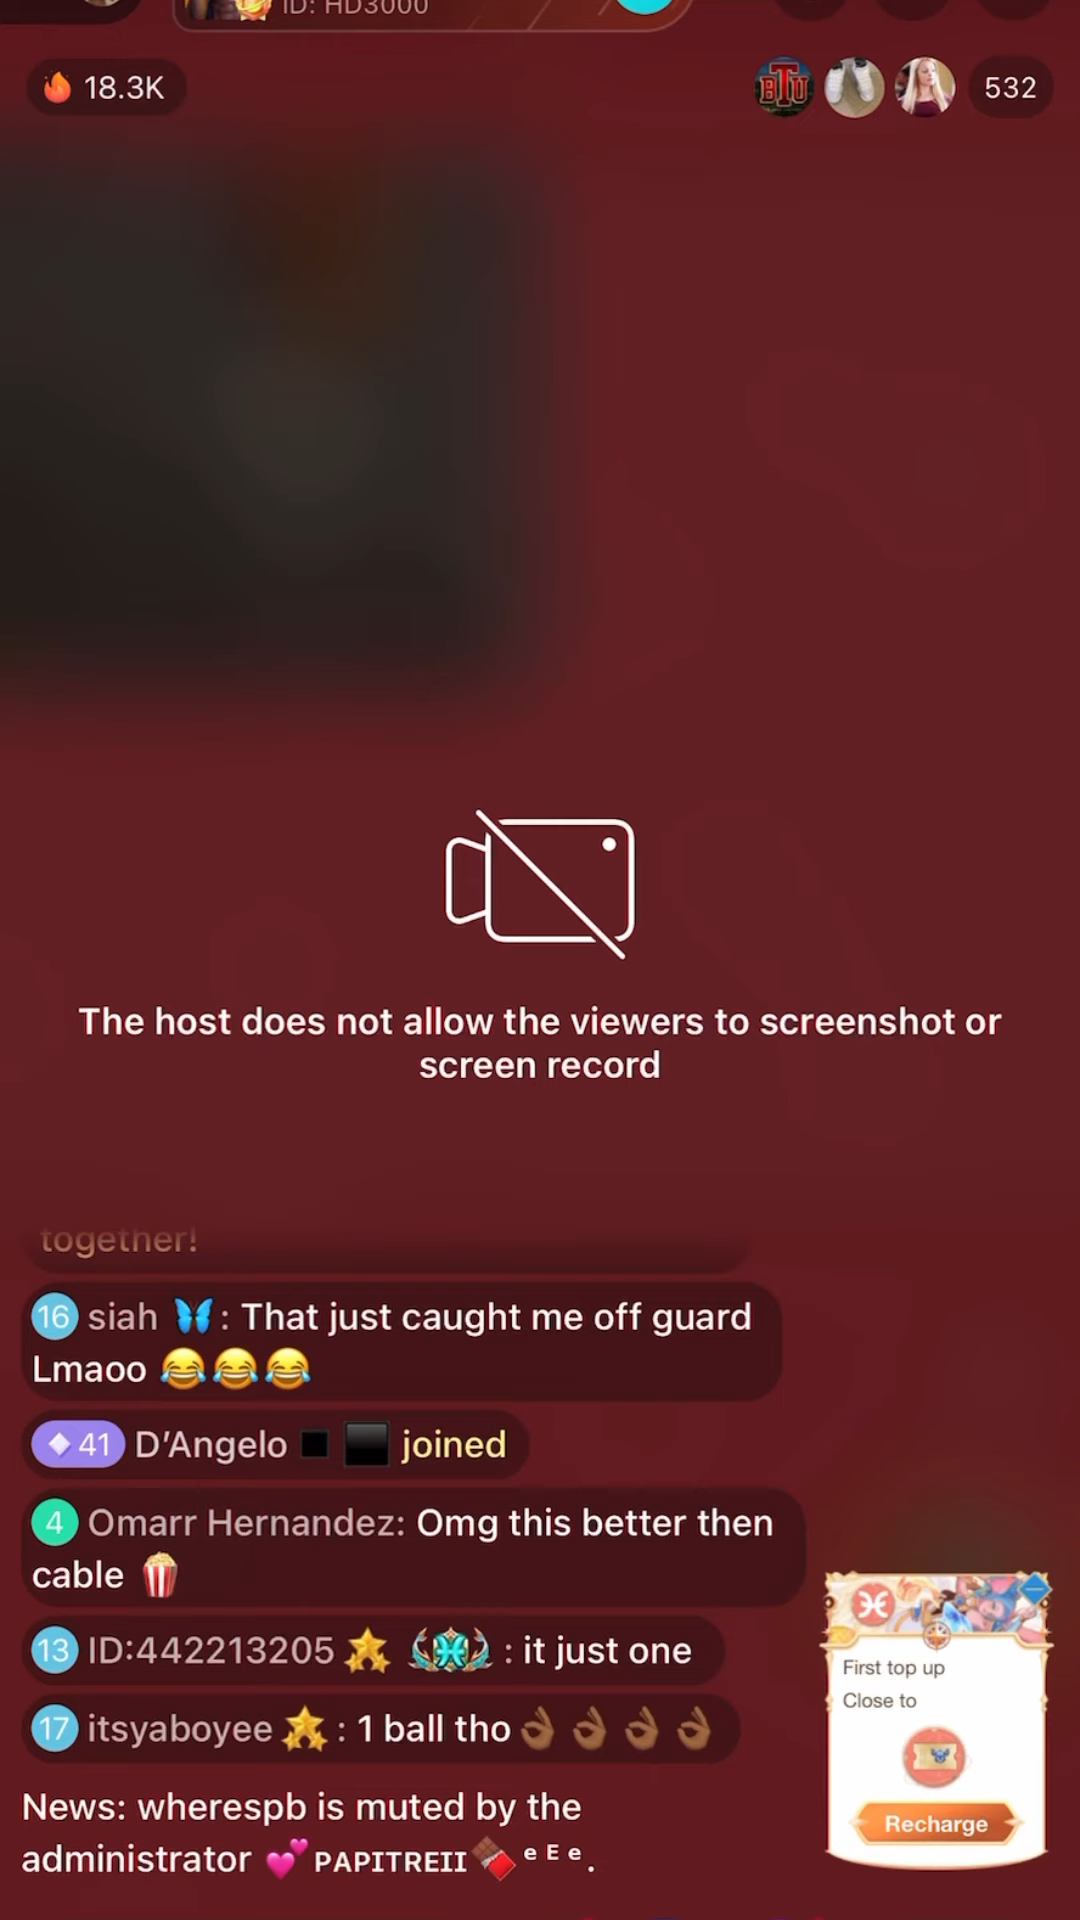 ID: HD3000
🔥 18.3K
BTU
532
The host does not allow the viewers to screenshot or
screen record
together!
16 siah 🦋: That just caught me off guard
Lmaoo 😂😂😂
41 D’Angelo ▪️ ⬛ joined
4 Omarr Hernandez: Omg this better then
cable 🍿
13 ID:442213205 : it just one
17 itsyaboyee : 1 ball tho👌🏾👌🏾👌🏾👌🏾
News: wherespb is muted by the
administrator 💕ᴘᴀᴘɪᴛʀᴇɪɪ🍫ᵉᴱᵉ.
First top up
Close to
Recharge